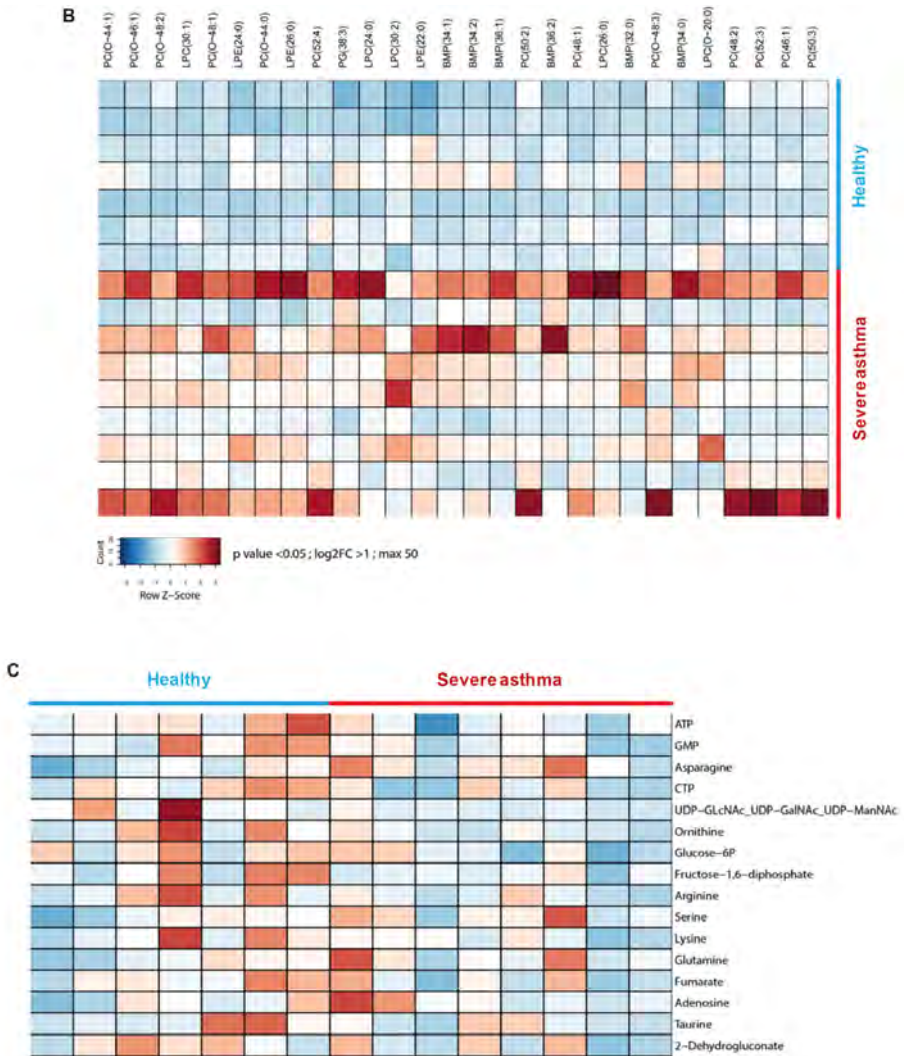 B
PC(O−44:1) PC(O−46:1) PC(O−48:2) LPC(30:1) PC(O−48:1) LPE(24:0) PC(O−44:0) LPE(26:0) PC(52:4) PG(38:3) LPC(24:0) LPC(30:2) LPE(22:0) BMP(34:1) BMP(34:2) BMP(36:1) PC(50:2) BMP(36:2) PC(48:1) LPC(26:0) BMP(32:0) PC(O−48:3) BMP(34:0) LPC(O−20:0) PC(48:2) PC(52:3) PC(46:1) PC(50:3)
Healthy
Severe asthma
Count
Row Z−Score
p value <0.05 ; log2FC >1 ; max 50
C
Healthy Severe asthma
ATP
GMP
Asparagine
CTP
UDP−GLcNAc_UDP−GalNAc_UDP−ManNAc
Ornithine
Glucose−6P
Fructose−1,6−diphosphate
Arginine
Serine
Lysine
Glutamine
Fumarate
Adenosine
Taurine
2−Dehydrogluconate